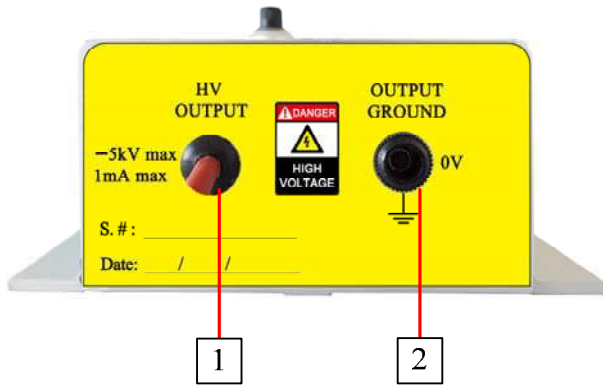 HV
OUTPUT
−5kV max
1mA max
DANGER
HIGH
VOLTAGE
OUTPUT
GROUND
0V
S. # :
Date: / /
1
2